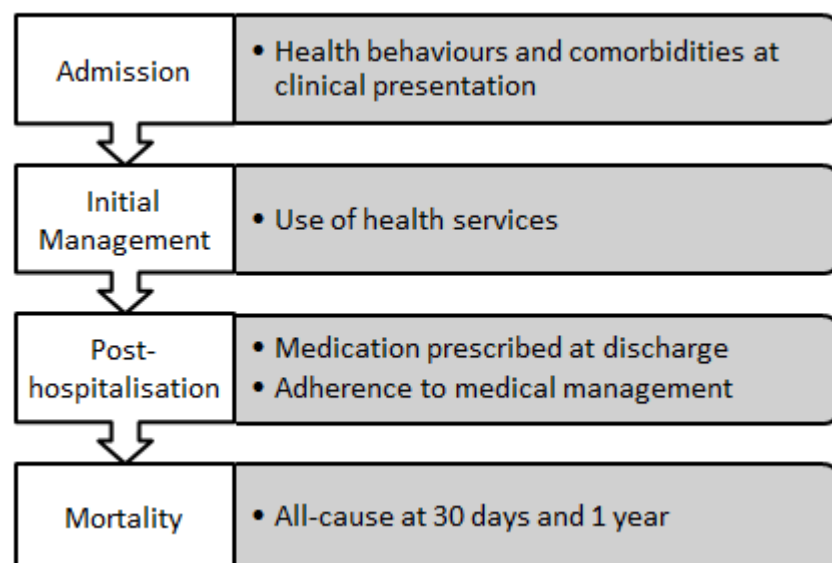 Admission
• Health behaviours and comorbidities at
clinical presentation
Initial
Management
• Use of health services
Post-
hospitalisation
• Medication prescribed at discharge
• Adherence to medical management
Mortality
• All-cause at 30 days and 1 year